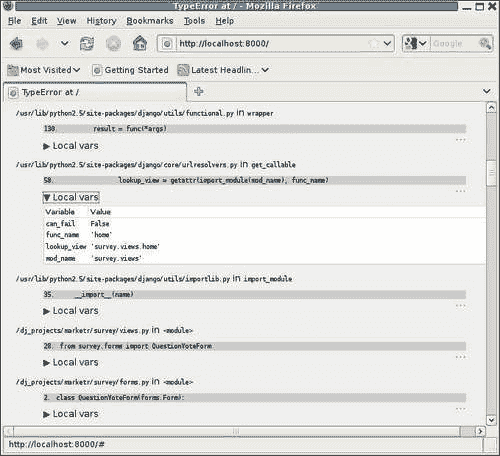 TypeError at / - Mozilla Firefox
File Edit View History Bookmarks Tools Help
http://localhost:8000/
Google
Most Visited Getting Started Latest Headlin...
TypeError at /
/usr/lib/python2.5/site-packages/django/utils/functional.py in wrapper
130. result = func(*args)
...
▶ Local vars
/usr/lib/python2.5/site-packages/django/core/urlresolvers.py in get_callable
58. lookup_view = getattr(import_module(mod_name), func_name)
...
▼ Local vars
Variable Value
can_fail False
func_name 'home'
lookup_view 'survey.views.home'
mod_name 'survey.views'
/usr/lib/python2.5/site-packages/django/utils/importlib.py in import_module
35. __import__(name)
...
▶ Local vars
/dj_projects/marketr/survey/views.py in <module>
28. from survey.forms import QuestionVoteForm
...
▶ Local vars
/dj_projects/marketr/survey/forms.py in <module>
2. class QuestionVoteForm(forms.Form):
...
▶ Local vars
http://localhost:8000/#